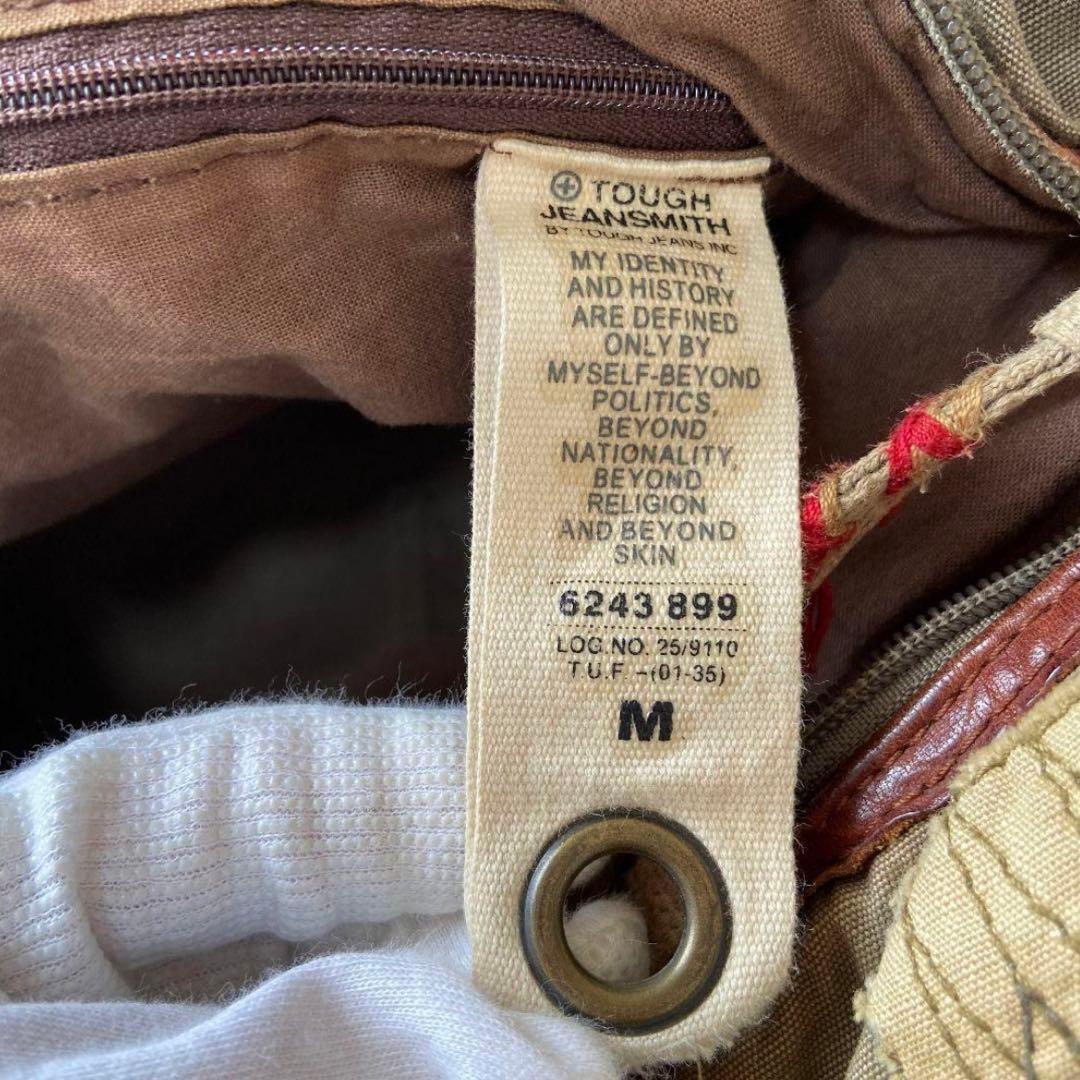 TOUGH
JEANSMITH
BY TOUGH JEANS INC
MY IDENTITY
AND HISTORY
ARE DEFINED
ONLY BY
MYSELF-BEYOND
POLITICS,
BEYOND
NATIONALITY,
BEYOND
RELIGION
AND BEYOND
SKIN
6243 899
LOG.NO. 25/9110
T.U.F. -(01-35)
M